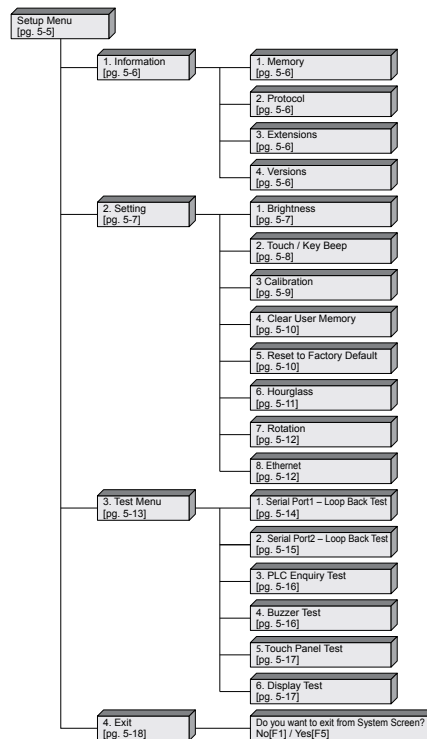 Setup Menu
[pg. 5-5]
1. Information
[pg. 5-6]
1. Memory
[pg. 5-6]
2. Protocol
[pg. 5-6]
3. Extensions
[pg. 5-6]
4. Versions
[pg. 5-6]
2. Setting
[pg. 5-7]
1. Brightness
[pg. 5-7]
2. Touch / Key Beep
[pg. 5-8]
3 Calibration
[pg. 5-9]
4. Clear User Memory
[pg. 5-10]
5. Reset to Factory Default
[pg. 5-10]
6. Hourglass
[pg. 5-11]
7. Rotation
[pg. 5-12]
8. Ethernet
[pg. 5-12]
3. Test Menu
[pg. 5-13]
1. Serial Port1 – Loop Back Test
[pg. 5-14]
2. Serial Port2 – Loop Back Test
[pg. 5-15]
3. PLC Enquiry Test
[pg. 5-16]
4. Buzzer Test
[pg. 5-16]
5.Touch Panel Test
[pg. 5-17]
6. Display Test
[pg. 5-17]
4. Exit
[pg. 5-18]
Do you want to exit from System Screen?
No[F1] / Yes[F5]